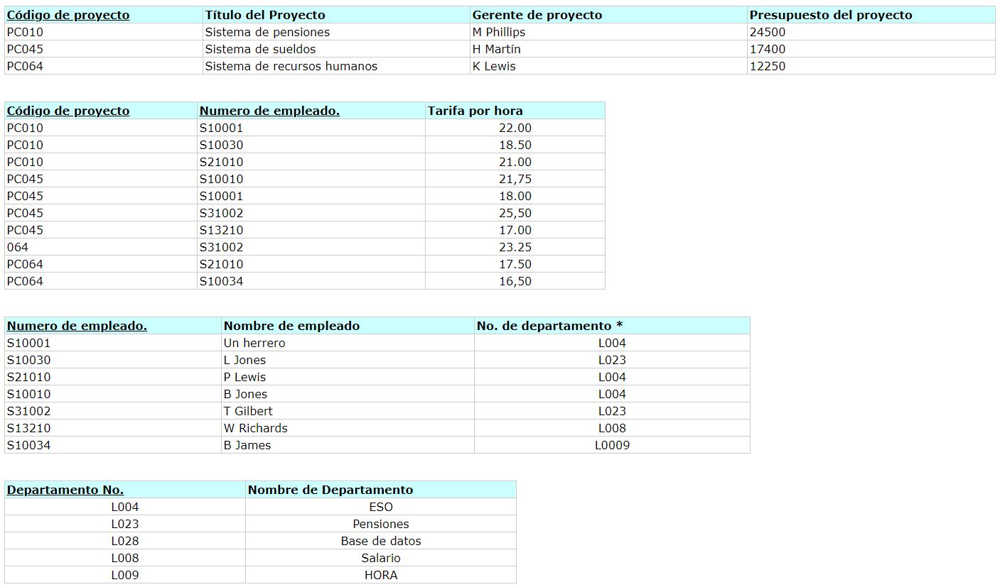 Código de proyecto Título del Proyecto Gerente de proyecto Presupuesto del proyecto
PC010 Sistema de pensiones M Phillips 24500
PC045 Sistema de sueldos H Martín 17400
PC064 Sistema de recursos humanos K Lewis 12250
Código de proyecto Numero de empleado. Tarifa por hora
PC010 S10001 22.00
PC010 S10030 18.50
PC010 S21010 21.00
PC045 S10010 21,75
PC045 S10001 18.00
PC045 S31002 25,50
PC045 S13210 17.00
064 S31002 23.25
PC064 S21010 17.50
PC064 S10034 16,50
Numero de empleado. Nombre de empleado No. de departamento *
S10001 Un herrero L004
S10030 L Jones L023
S21010 P Lewis L004
S10010 B Jones L004
S31002 T Gilbert L023
S13210 W Richards L008
S10034 B James L0009
Departamento No. Nombre de Departamento
L004 ESO
L023 Pensiones
L028 Base de datos
L008 Salario
L009 HORA